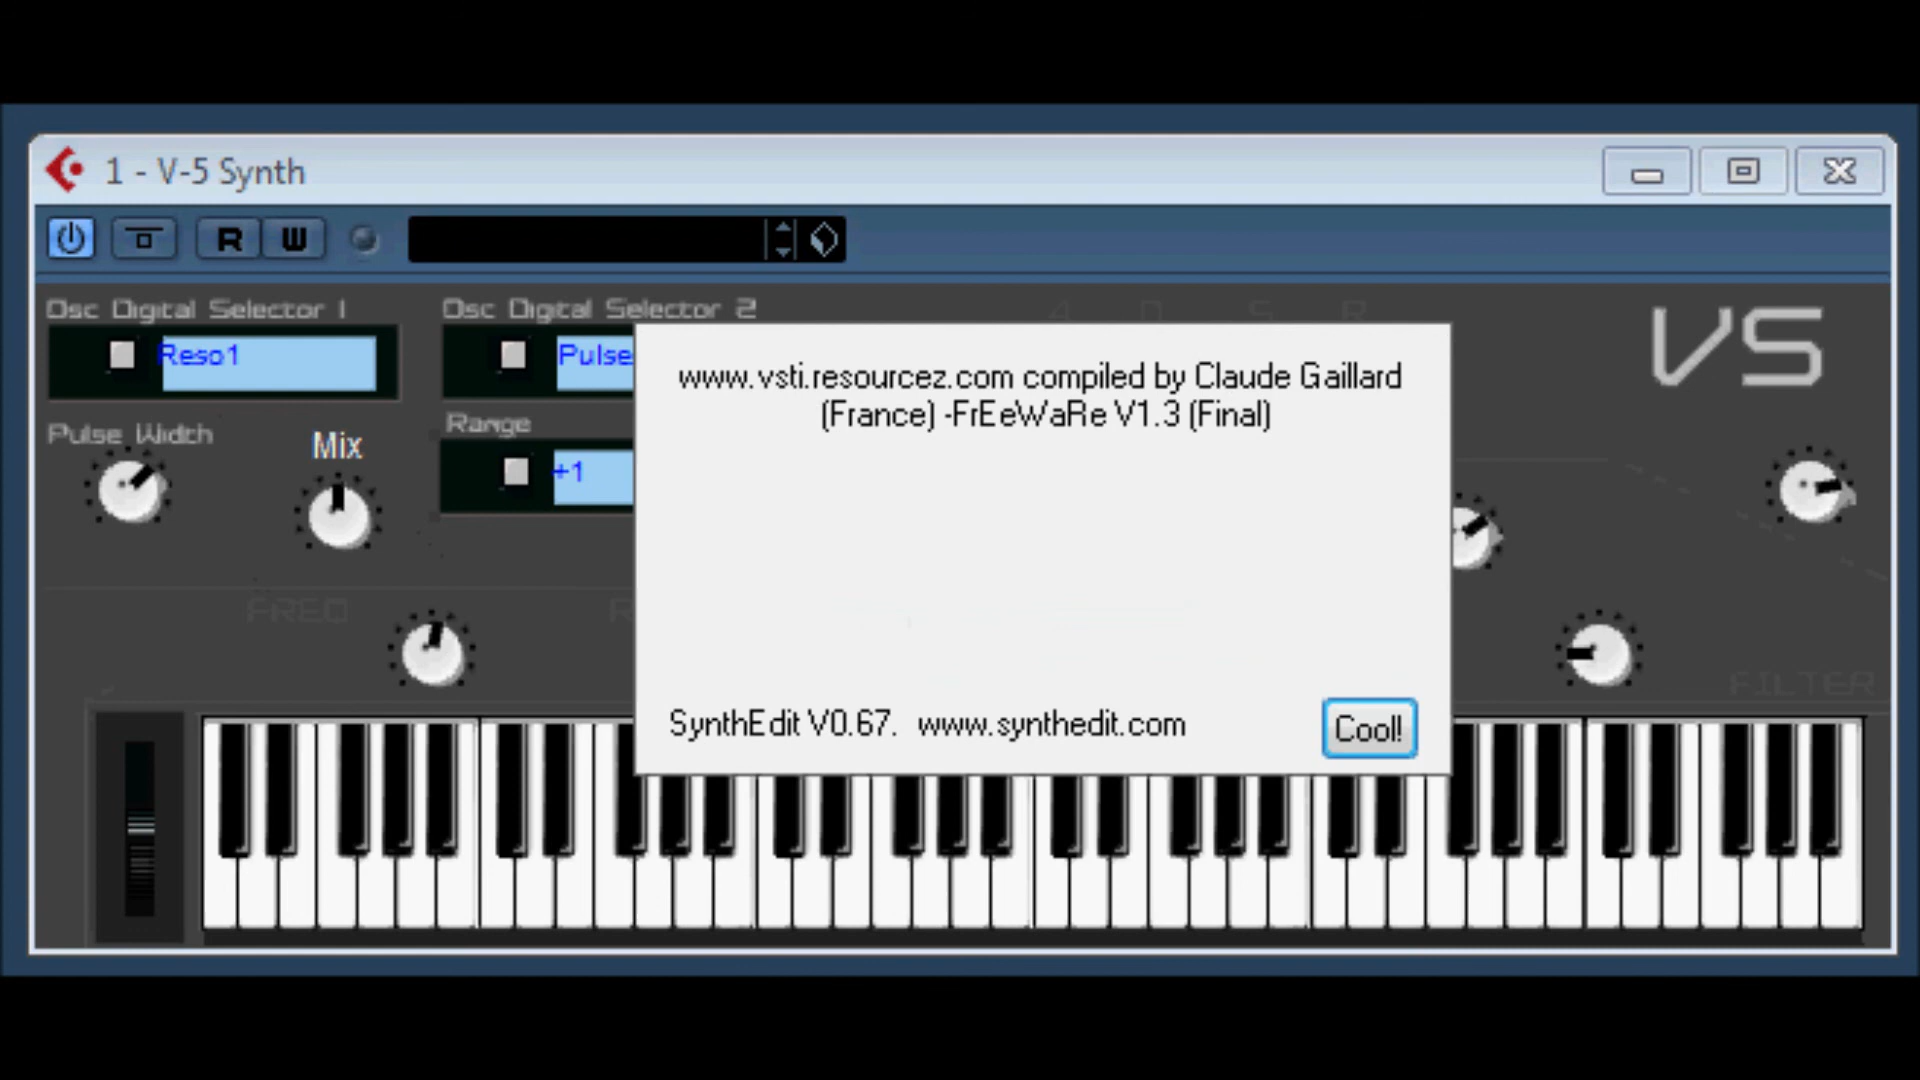 1 - V-5 Synth
R W
Osc Digital Selector 1
Osc Digital Selector 2
A D S R
VS
Reso1
Pulse
www.vsti.resourcez.com compiled by Claude Gaillard
(France) -FrEeWaRe V1.3 (Final)
Pulse Width
Mix
Range
+1
FREQ
R
FILTER
SynthEdit V0.67. www.synthedit.com
Cool!